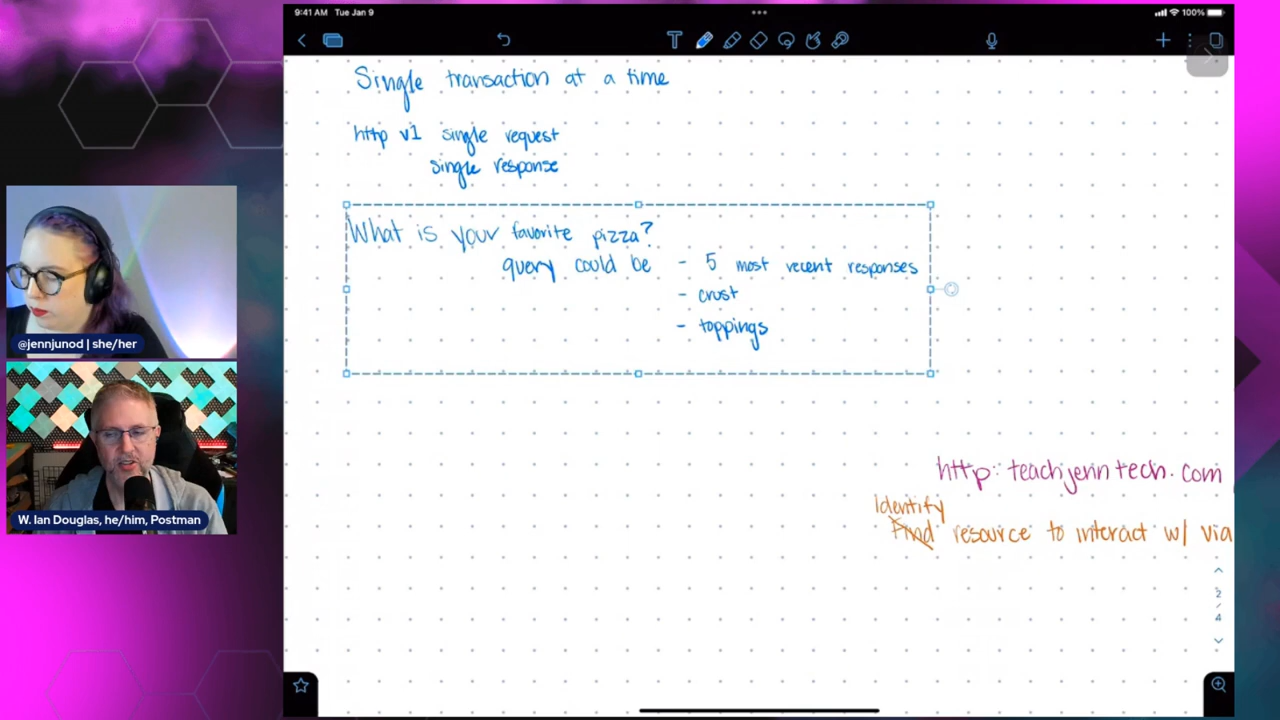 9:41 AM Tue Jan 9
100%
Single transaction at a time
http v1 single request
single response
What is your favorite pizza?
query could be - 5 most recent responses
- crust
- toppings
http: teachjenntech.com
Identify
Find resource to interact w/ via
2
/
4
@jennjunod | she/her
W. Ian Douglas, he/him, Postman